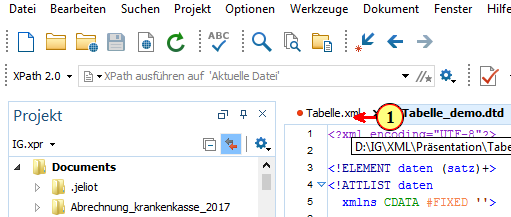 Datei Bearbeiten Suchen Projekt Optionen Werkzeuge Dokument Fenster Hilfe
ABC
XPath 2.0 XPath ausführen auf 'Aktuelle Datei'
Projekt
Tabelle.xml 1 Tabelle_demo.dtd
IG.xpr
1 <?xml encoding="UTF-8"?>
2 D:\IG\XML\Präsentation\Tabe
Documents
3 <!ELEMENT daten (satz)+>
.jeliot
4 <!ATTLIST daten
Abrechnung_krankenkasse_2017
5 xmlns CDATA #FIXED ''>